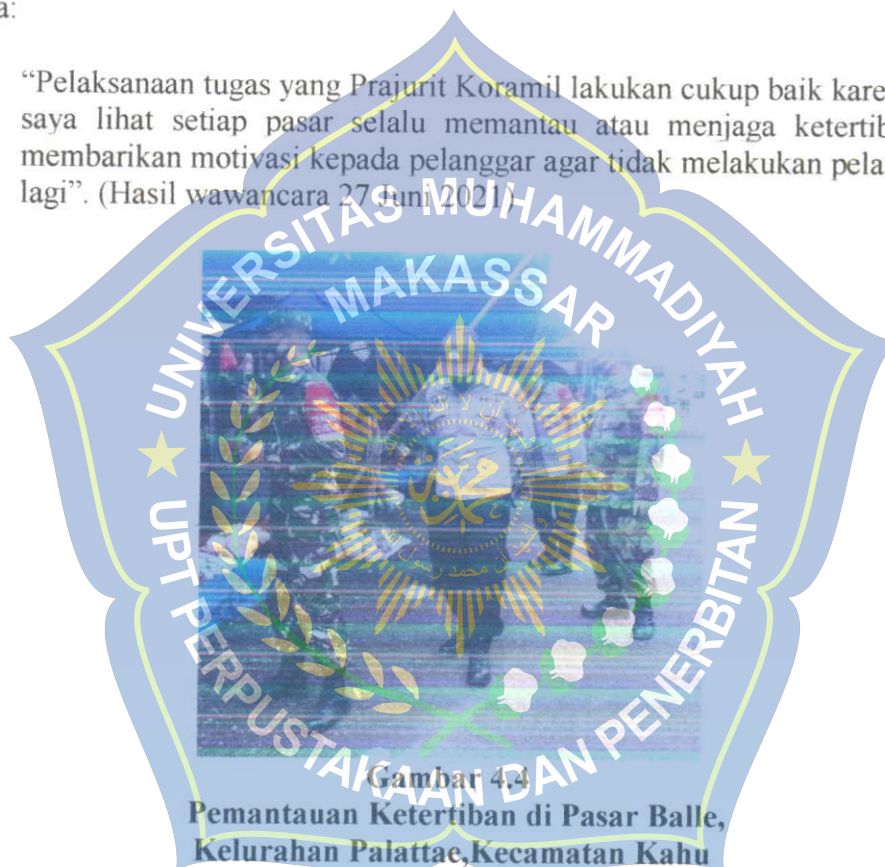 a:
“Pelaksanaan tugas yang Prajurit Koramil lakukan cukup baik kare
saya lihat setiap pasar selalu memantau atau menjaga ketertib
membarikan motivasi kepada pelanggar agar tidak melakukan pela
lagi”. (Hasil wawancara 27 Juni 2021)
UNIVERSITAS MUHAMMADIYAH
MAKASSAR
محمد
UPT PERPUSTAKAAN DAN PENERBITAN
Gambar 4.4
Pemantauan Ketertiban di Pasar Balle,
Kelurahan Palattae,Kecamatan Kahu